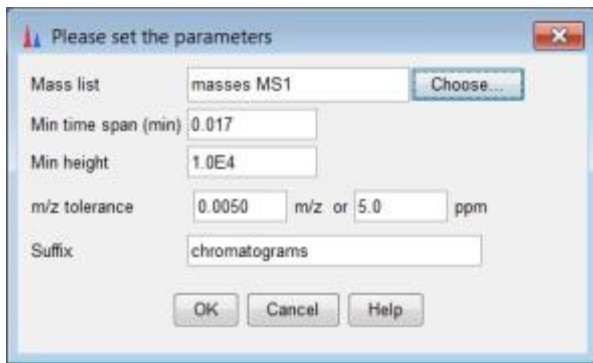 Please set the parameters
Mass list masses MS1 Choose...
Min time span (min) 0.017
Min height 1.0E4
m/z tolerance 0.0050 m/z or 5.0 ppm
Suffix chromatograms
OK Cancel Help